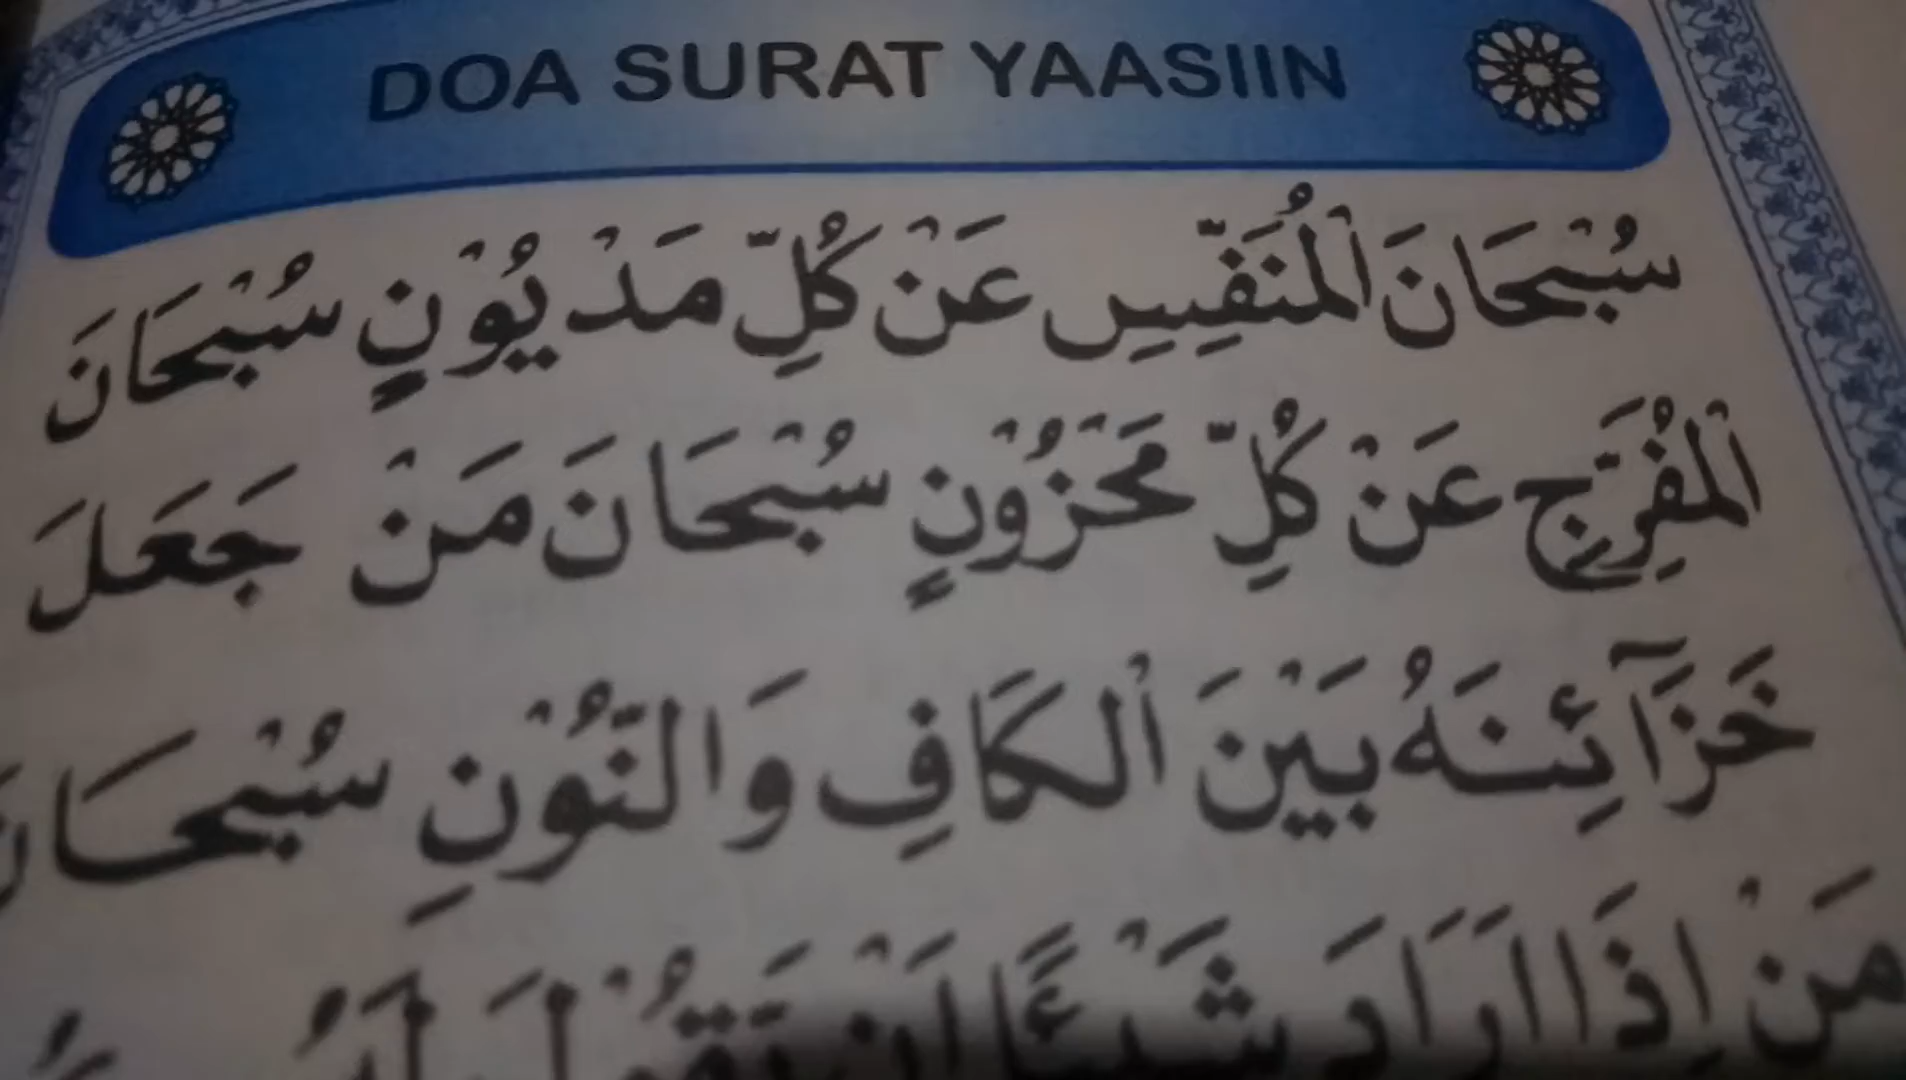 DOA SURAT YAASIIN
سُبْحَانَ الْمُنَفِّسِ عَنْ كُلِّ مَدْيُوْنٍ سُبْحَانَ
الْمُفَرِّجِ عَنْ كُلِّ مَحْزُوْنٍ سُبْحَانَ مَنْ جَعَلَ
خَزَآئِنَهُ بَيْنَ الْكَافِ وَالنُّوْنِ سُبْحَانَ
مَنْ اِذَا اَرَادَ شَيْئًا اَنْ يَقُوْلَ لَهُ